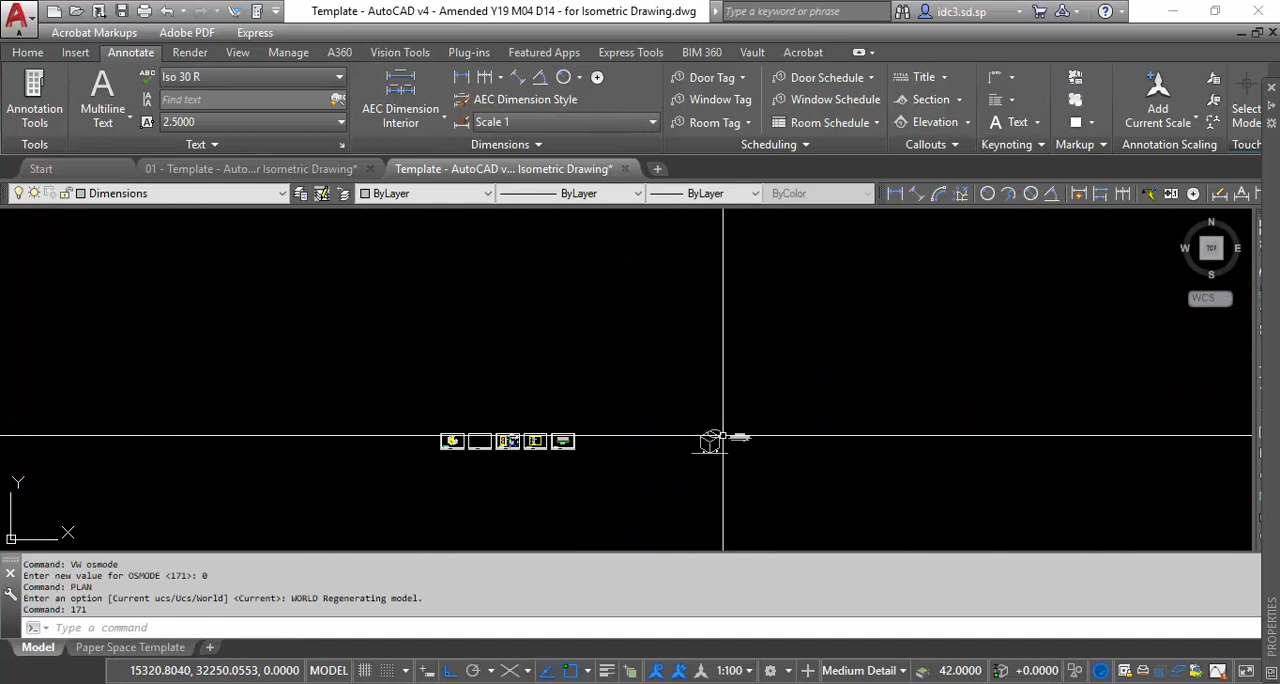 Template - AutoCAD v4 - Amended Y19 M04 D14 - for Isometric Drawing.dwg
Type a keyword or phrase
idc3.sd.sp
Acrobat Markups Adobe PDF Express
Home Insert Annotate Render View Manage A360 Vision Tools Plug-ins Featured Apps Express Tools BIM 360 Vault Acrobat
Annotation Tools
Tools
Multiline Text
ABC
Iso 30 R
Find text
2.5000
Text
AEC Dimension Interior
AEC Dimension Style
Scale 1
Dimensions
Door Tag
Window Tag
Room Tag
Door Schedule
Window Schedule
Room Schedule
Scheduling
Title
Section
Elevation
Callouts
Text
Keynoting
Markup
Add Current Scale
Annotation Scaling
Select Mode
Touch
Start
01 - Template - Auto...r Isometric Drawing*
Template - AutoCAD v... Isometric Drawing*
Dimensions
ByLayer
ByLayer
ByLayer
ByColor
N
W TOP E
S
WCS
Y
X
Command: VW osmode
Enter new value for OSMODE <171>: 0
Command: PLAN
Enter an option [Current ucs/Ucs/World] <Current>: WORLD Regenerating model.
Command: 171
Type a command
PROPERTIES
Model Paper Space Template
15320.8040, 32250.0553, 0.0000 MODEL 1:100 Medium Detail 42.0000 +0.0000